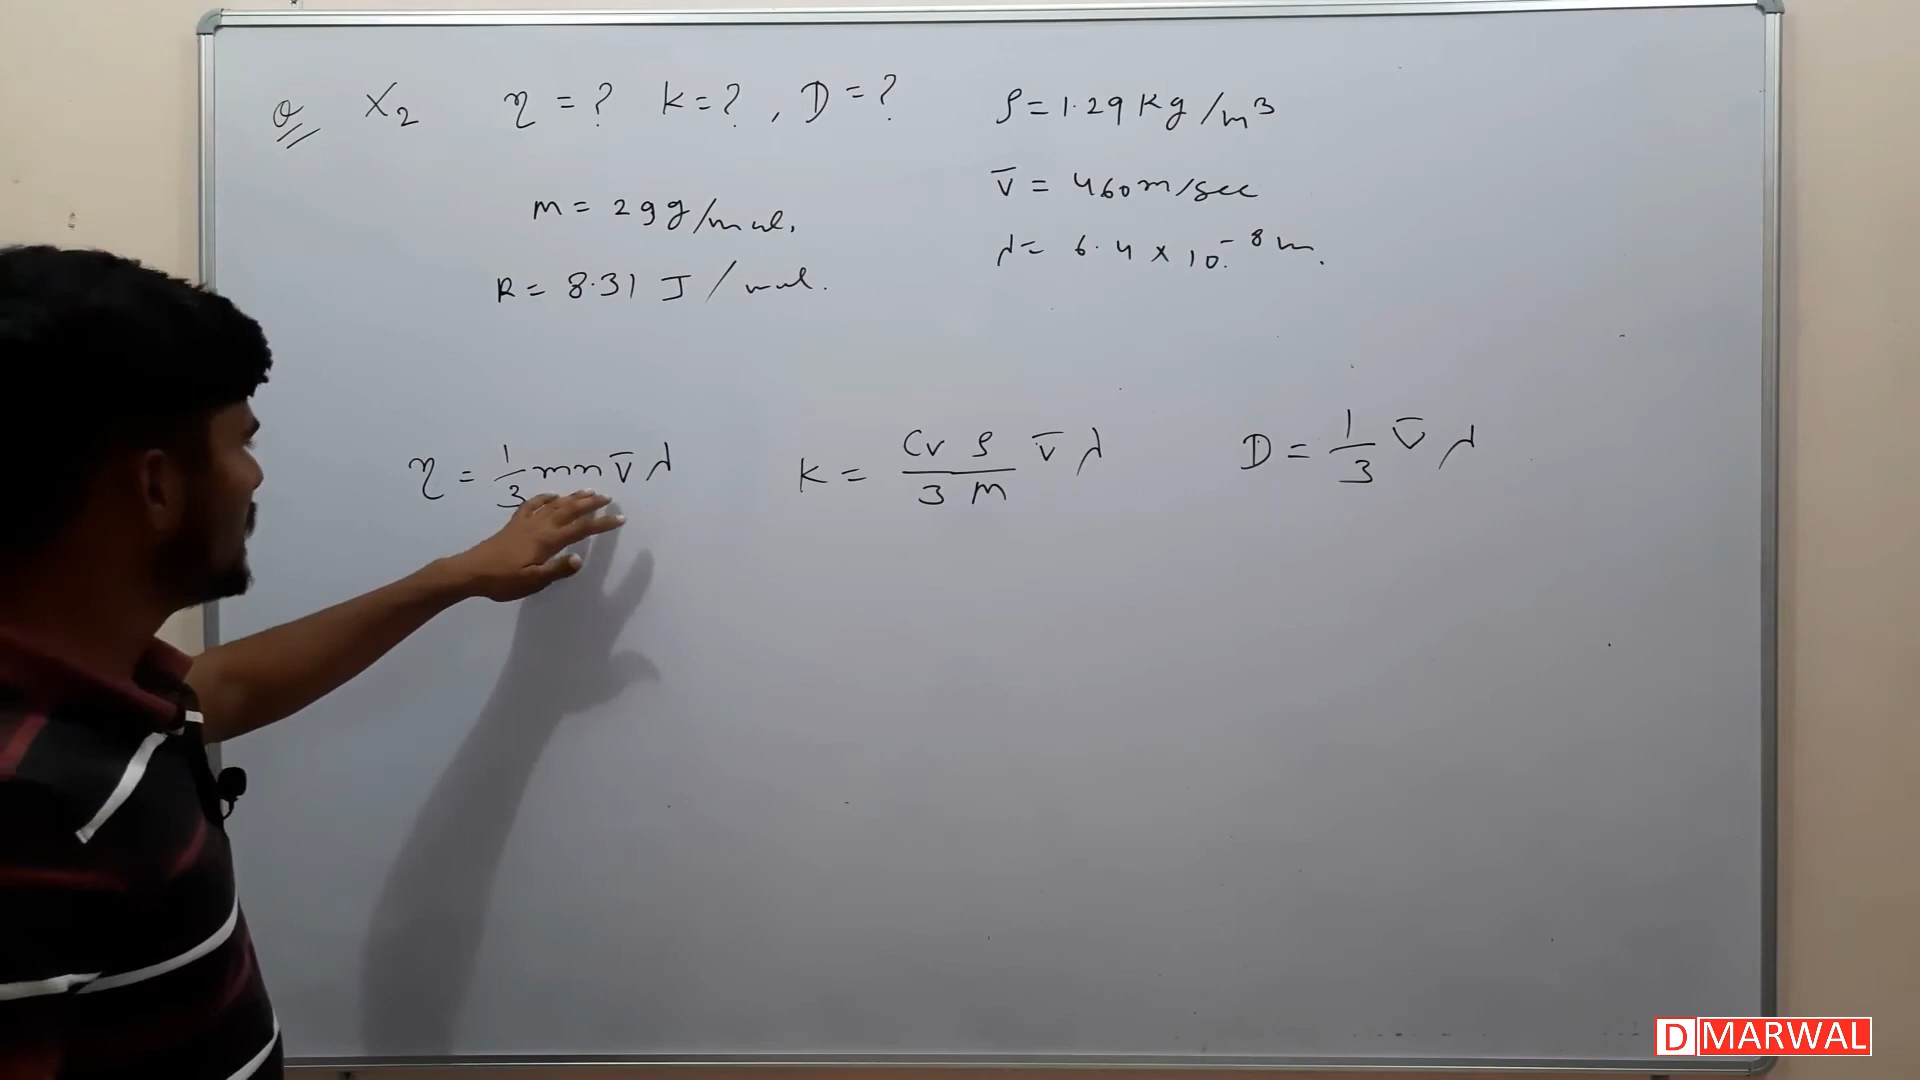 Q X₂ η = ? K = ? , D = ? ρ = 1.29 Kg/m³
v̅ = 460 m/sec
M = 29 g/mol.
λ = 6.4 × 10⁻⁸ m.
R = 8.31 J/mol.
η = 1/3 mn v̅ λ K = Cv ρ / 3 M v̅ λ D = 1/3 v̅ λ
D MARWAL